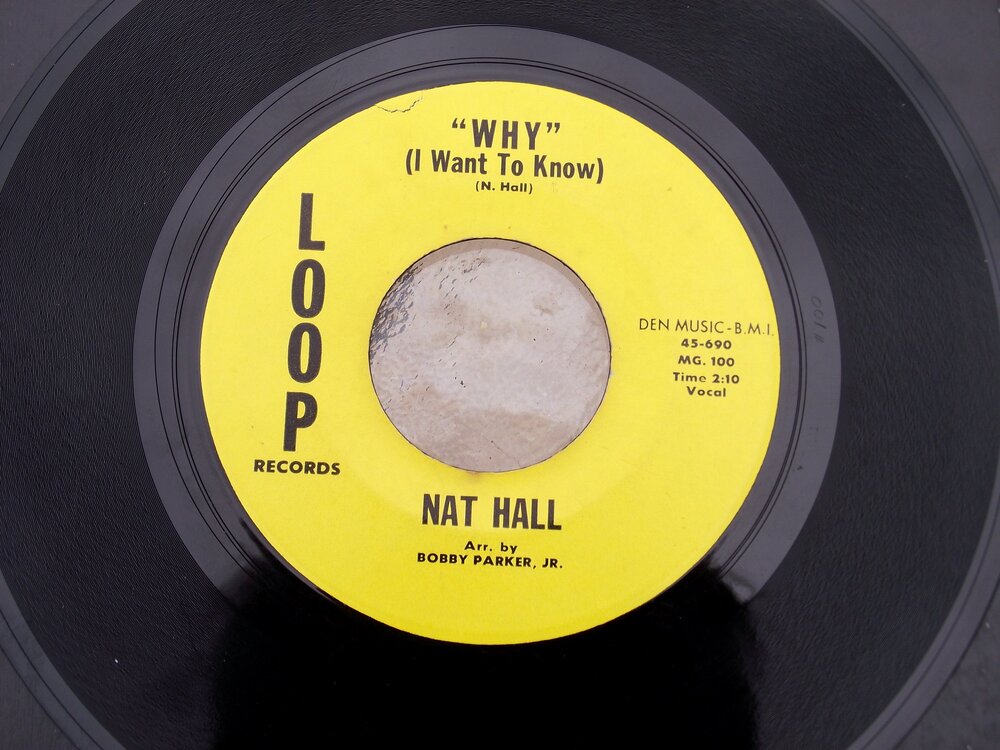 "WHY"
(I Want To Know)
(N. Hall)
LOOP
RECORDS
DEN MUSIC-B.M.I.
45-690
MG. 100
Time 2:10
Vocal
NAT HALL
Arr. by
BOBBY PARKER, JR.